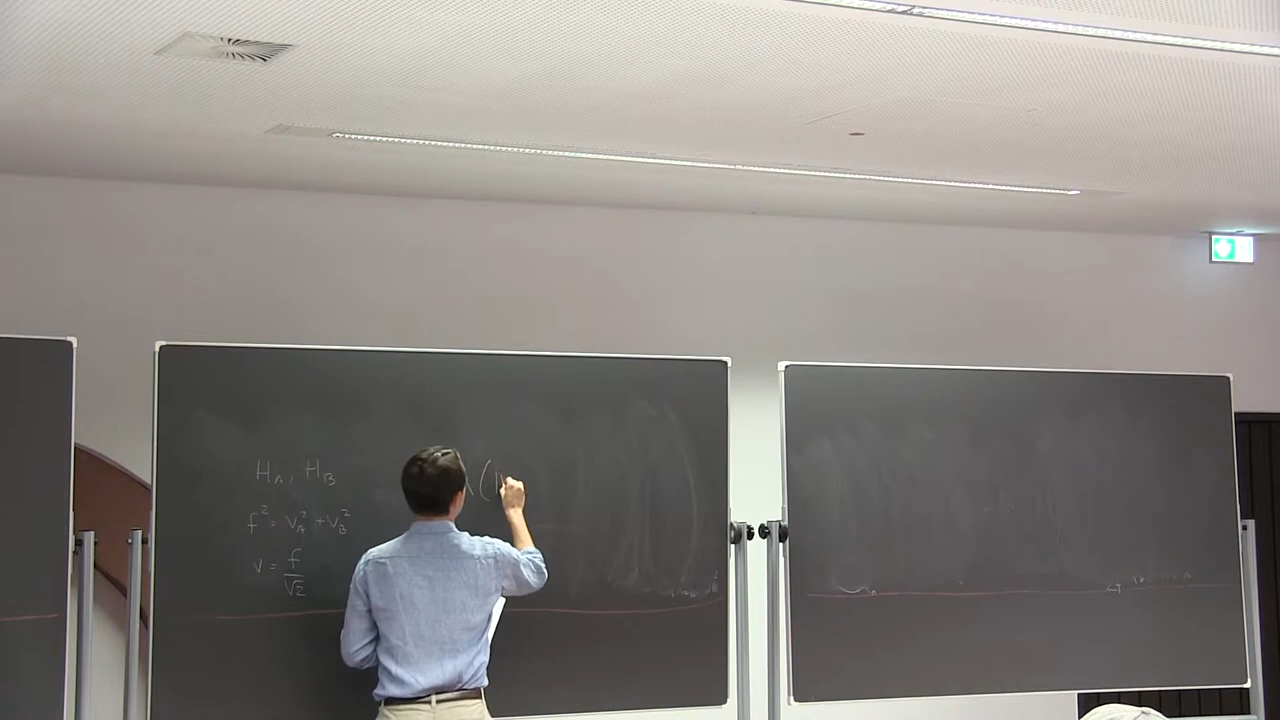 H_A, H_B
λ(
f² = v_A² + v_B²
v = f/√2